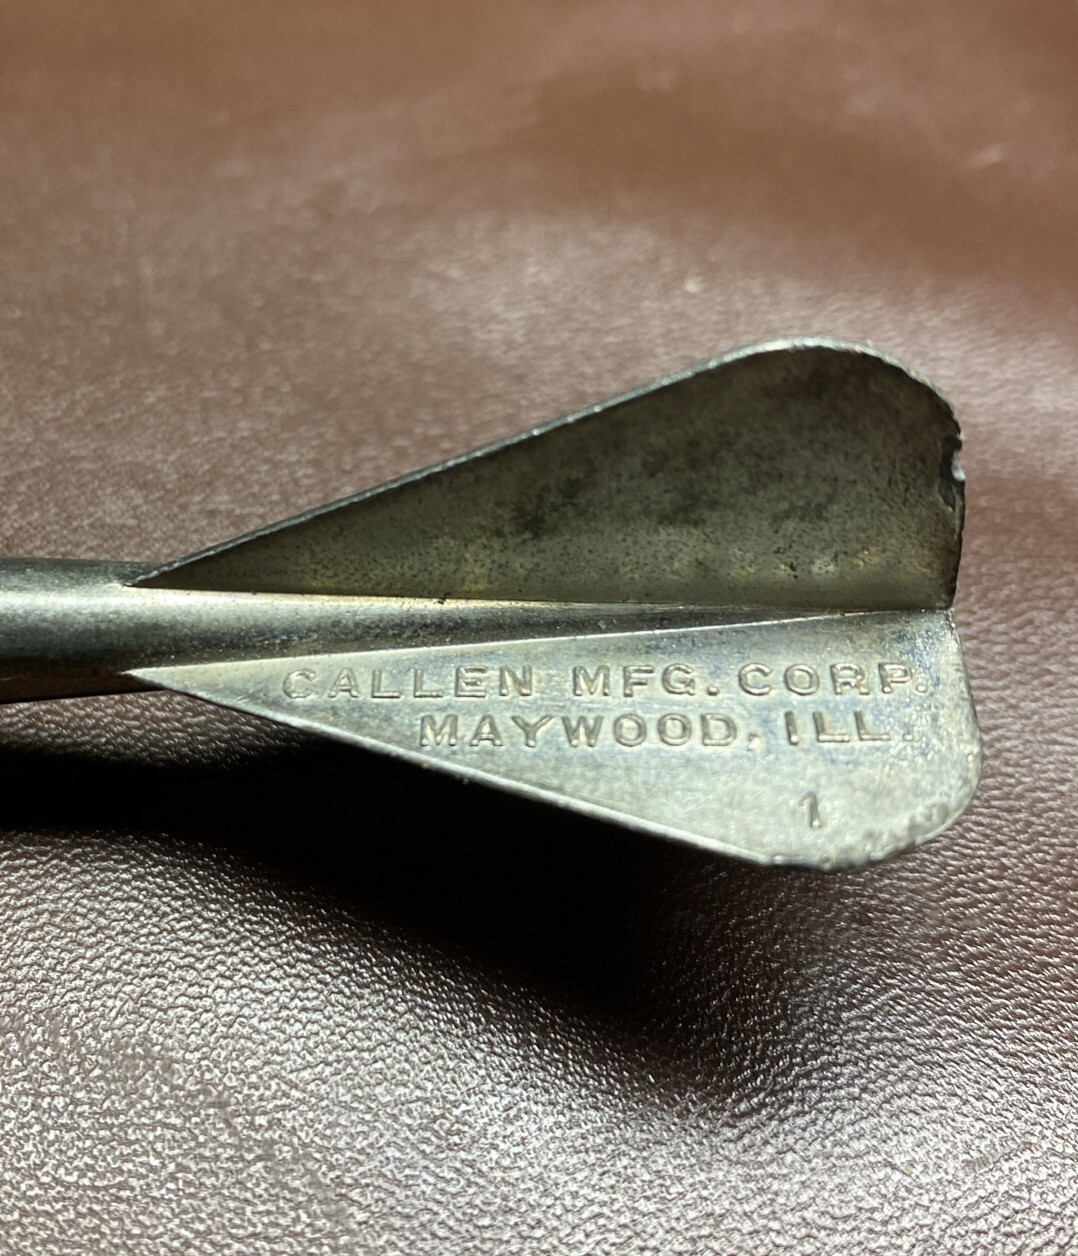 CALLEN MFG. CORP.
MAYWOOD, ILL.
1